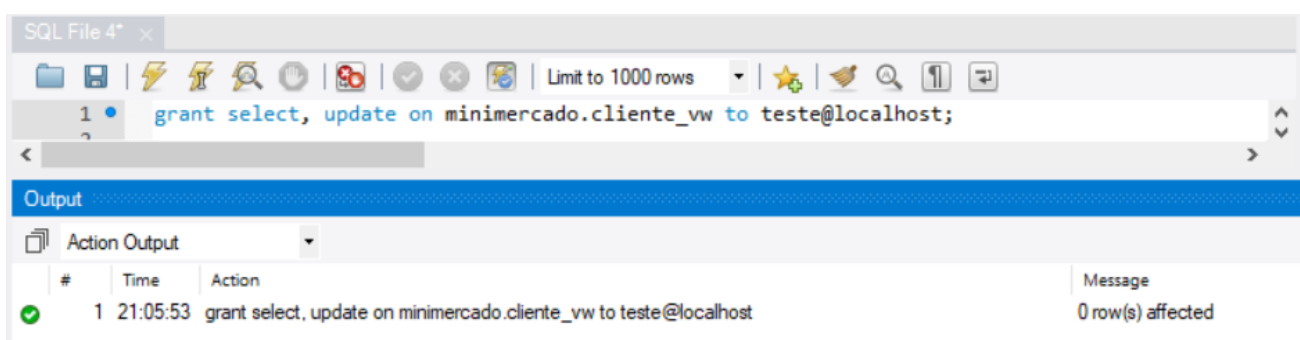 SQL File 4*
Limit to 1000 rows
1 grant select, update on minimercado.cliente_vw to teste@localhost;
2
Output
Action Output
# Time Action Message
1 21:05:53 grant select, update on minimercado.cliente_vw to teste@localhost 0 row(s) affected